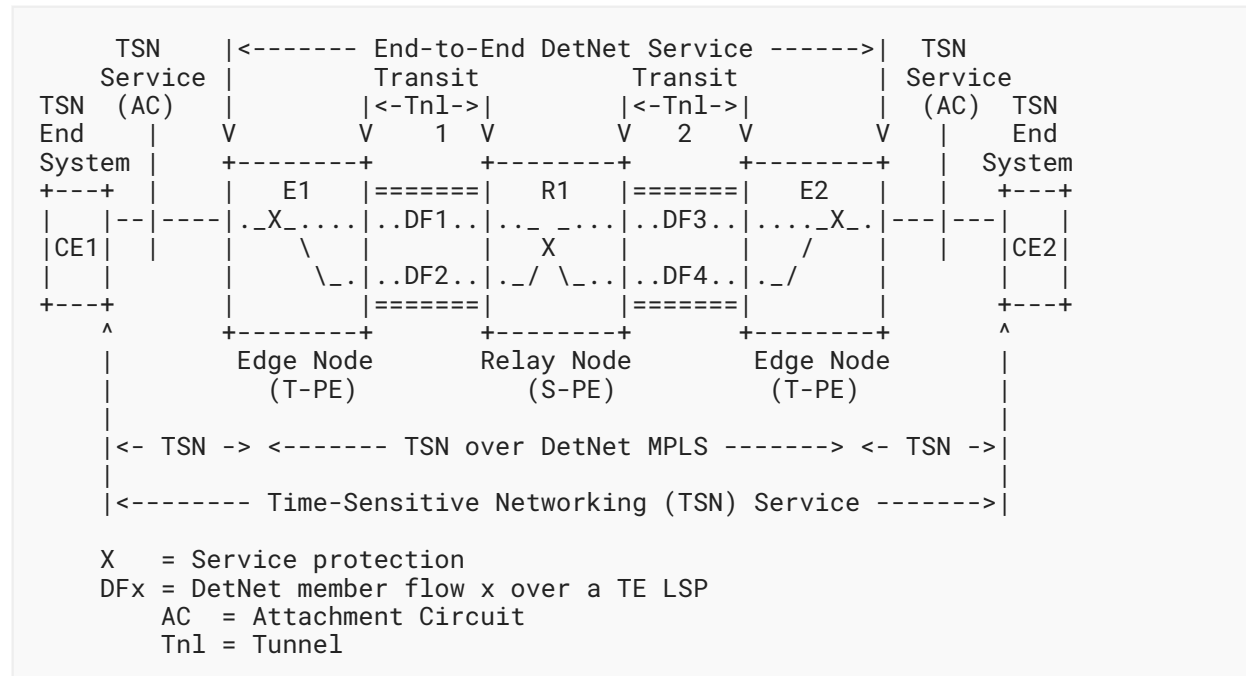 TSN     |<------- End-to-End DetNet Service ------>|  TSN
     Service  |         Transit          Transit         | Service
TSN  (AC)     |        |<-Tnl->|        |<-Tnl->|        |  (AC)  TSN
End     |     V        V   1   V        V   2   V        V   |    End
System  |     +--------+       +--------+       +--------+   |  System
+---+   |     |   E1   |=======|   R1   |=======|   E2   |   |   +---+
|   |--|----|._X_....|..DF1..|.._ _...|..DF3..|...._X_.|---|---|   |
|CE1|  |    |    \   |       |   X    |       |   /    |   |   |CE2|
|   |       |     \_.|..DF2..|._/ \_..|..DF4..|._/     |       |   |
+---+       |        |=======|        |=======|        |       +---+
    ^       +--------+       +--------+       +--------+       ^
    |        Edge Node       Relay Node        Edge Node       |
    |         (T-PE)           (S-PE)           (T-PE)         |
    |                                                          |
    |<- TSN -> <------- TSN over DetNet MPLS -------> <- TSN ->|
    |                                                          |
    |<-------- Time-Sensitive Networking (TSN) Service ------->|
X   = Service protection
DFx = DetNet member flow x over a TE LSP
AC  = Attachment Circuit
Tnl = Tunnel